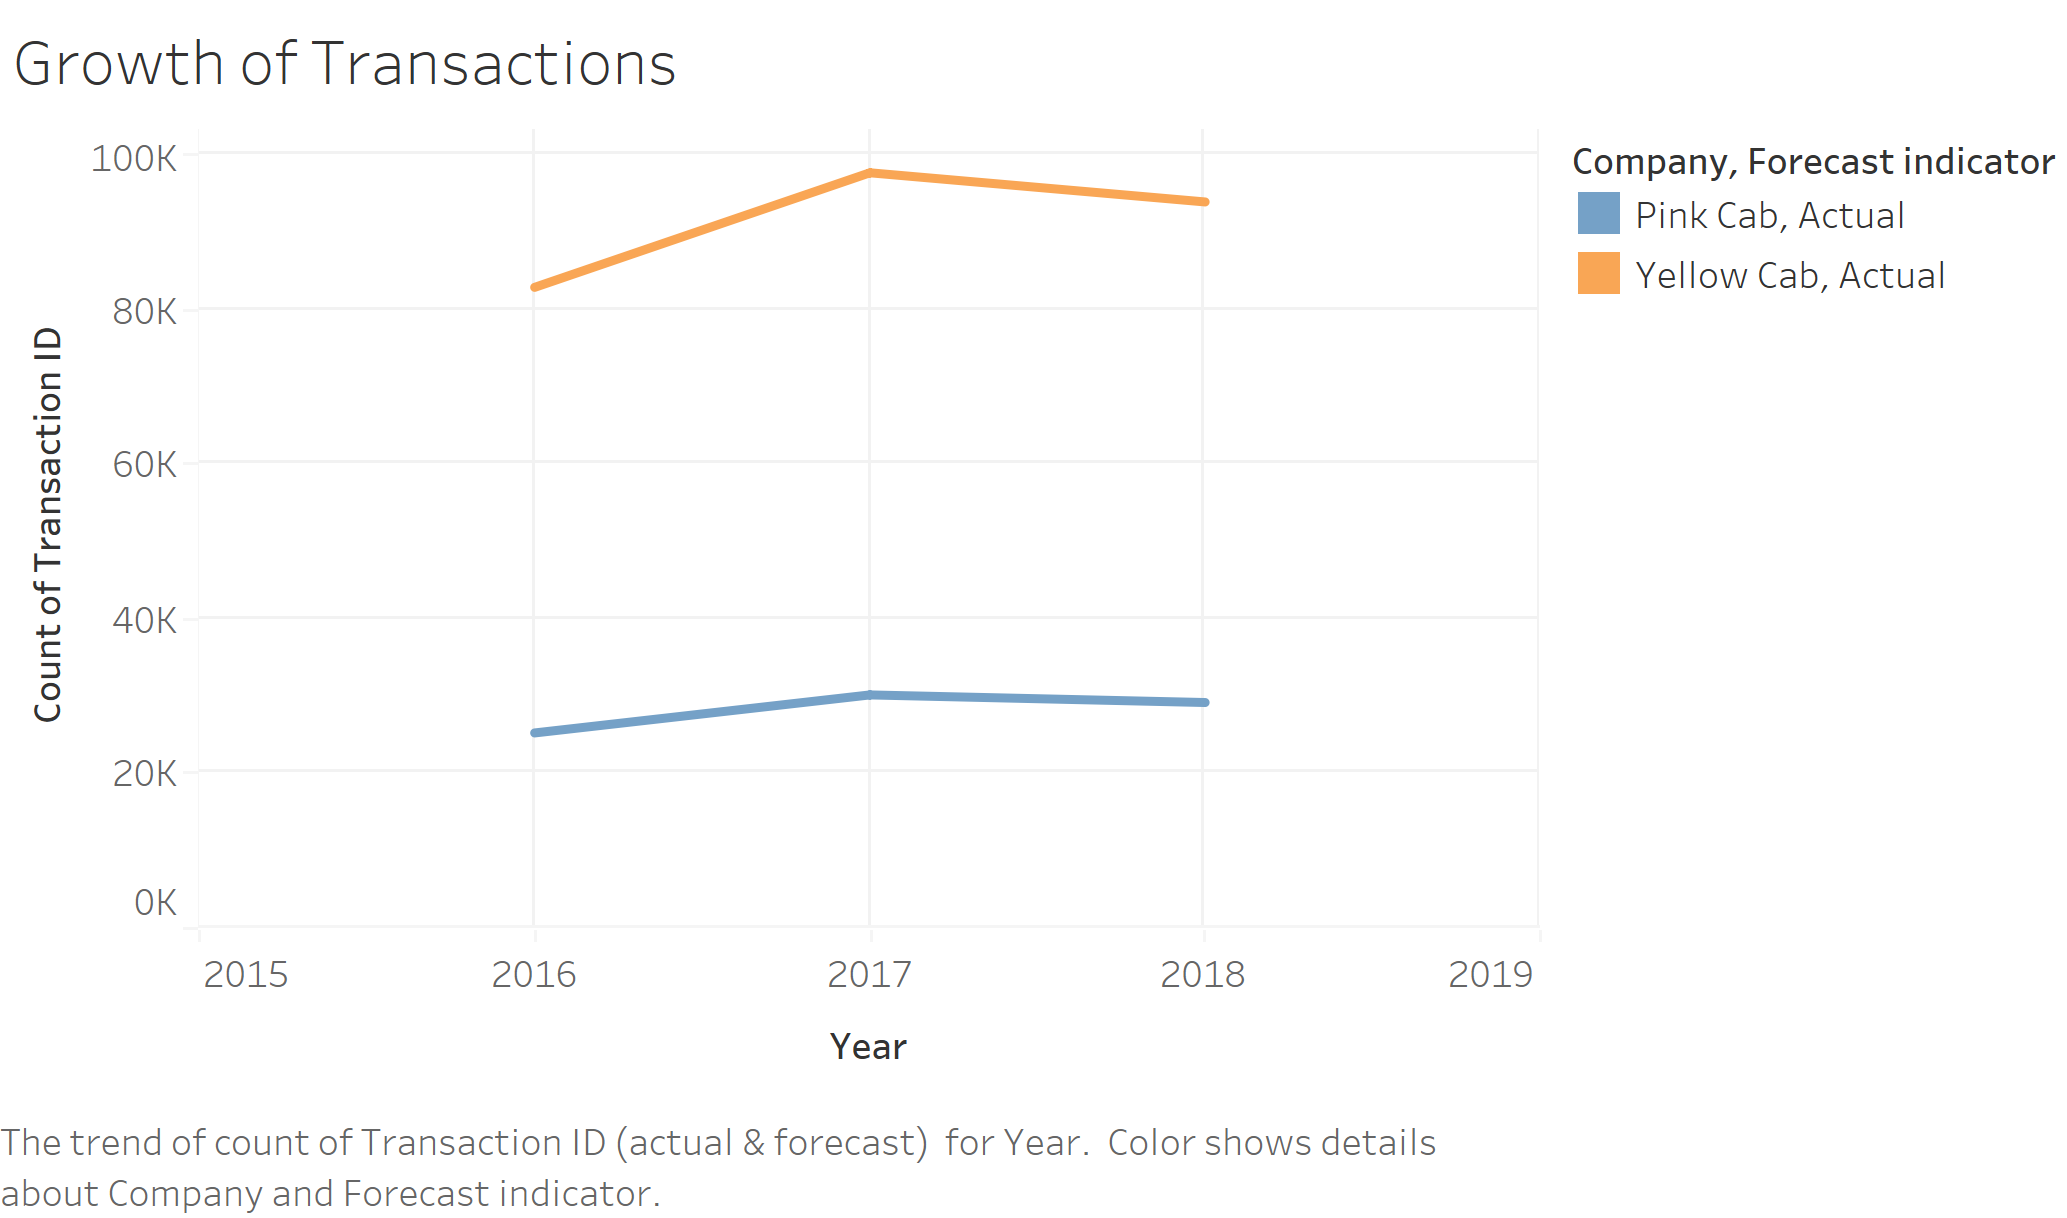 Growth of Transactions
100K
80K
60K
40K
20K
0K
Count of Transaction ID
2015 2016 2017 2018 2019
Year
Company, Forecast indicator
Pink Cab, Actual
Yellow Cab, Actual
The trend of count of Transaction ID (actual & forecast)  for Year.  Color shows details
about Company and Forecast indicator.